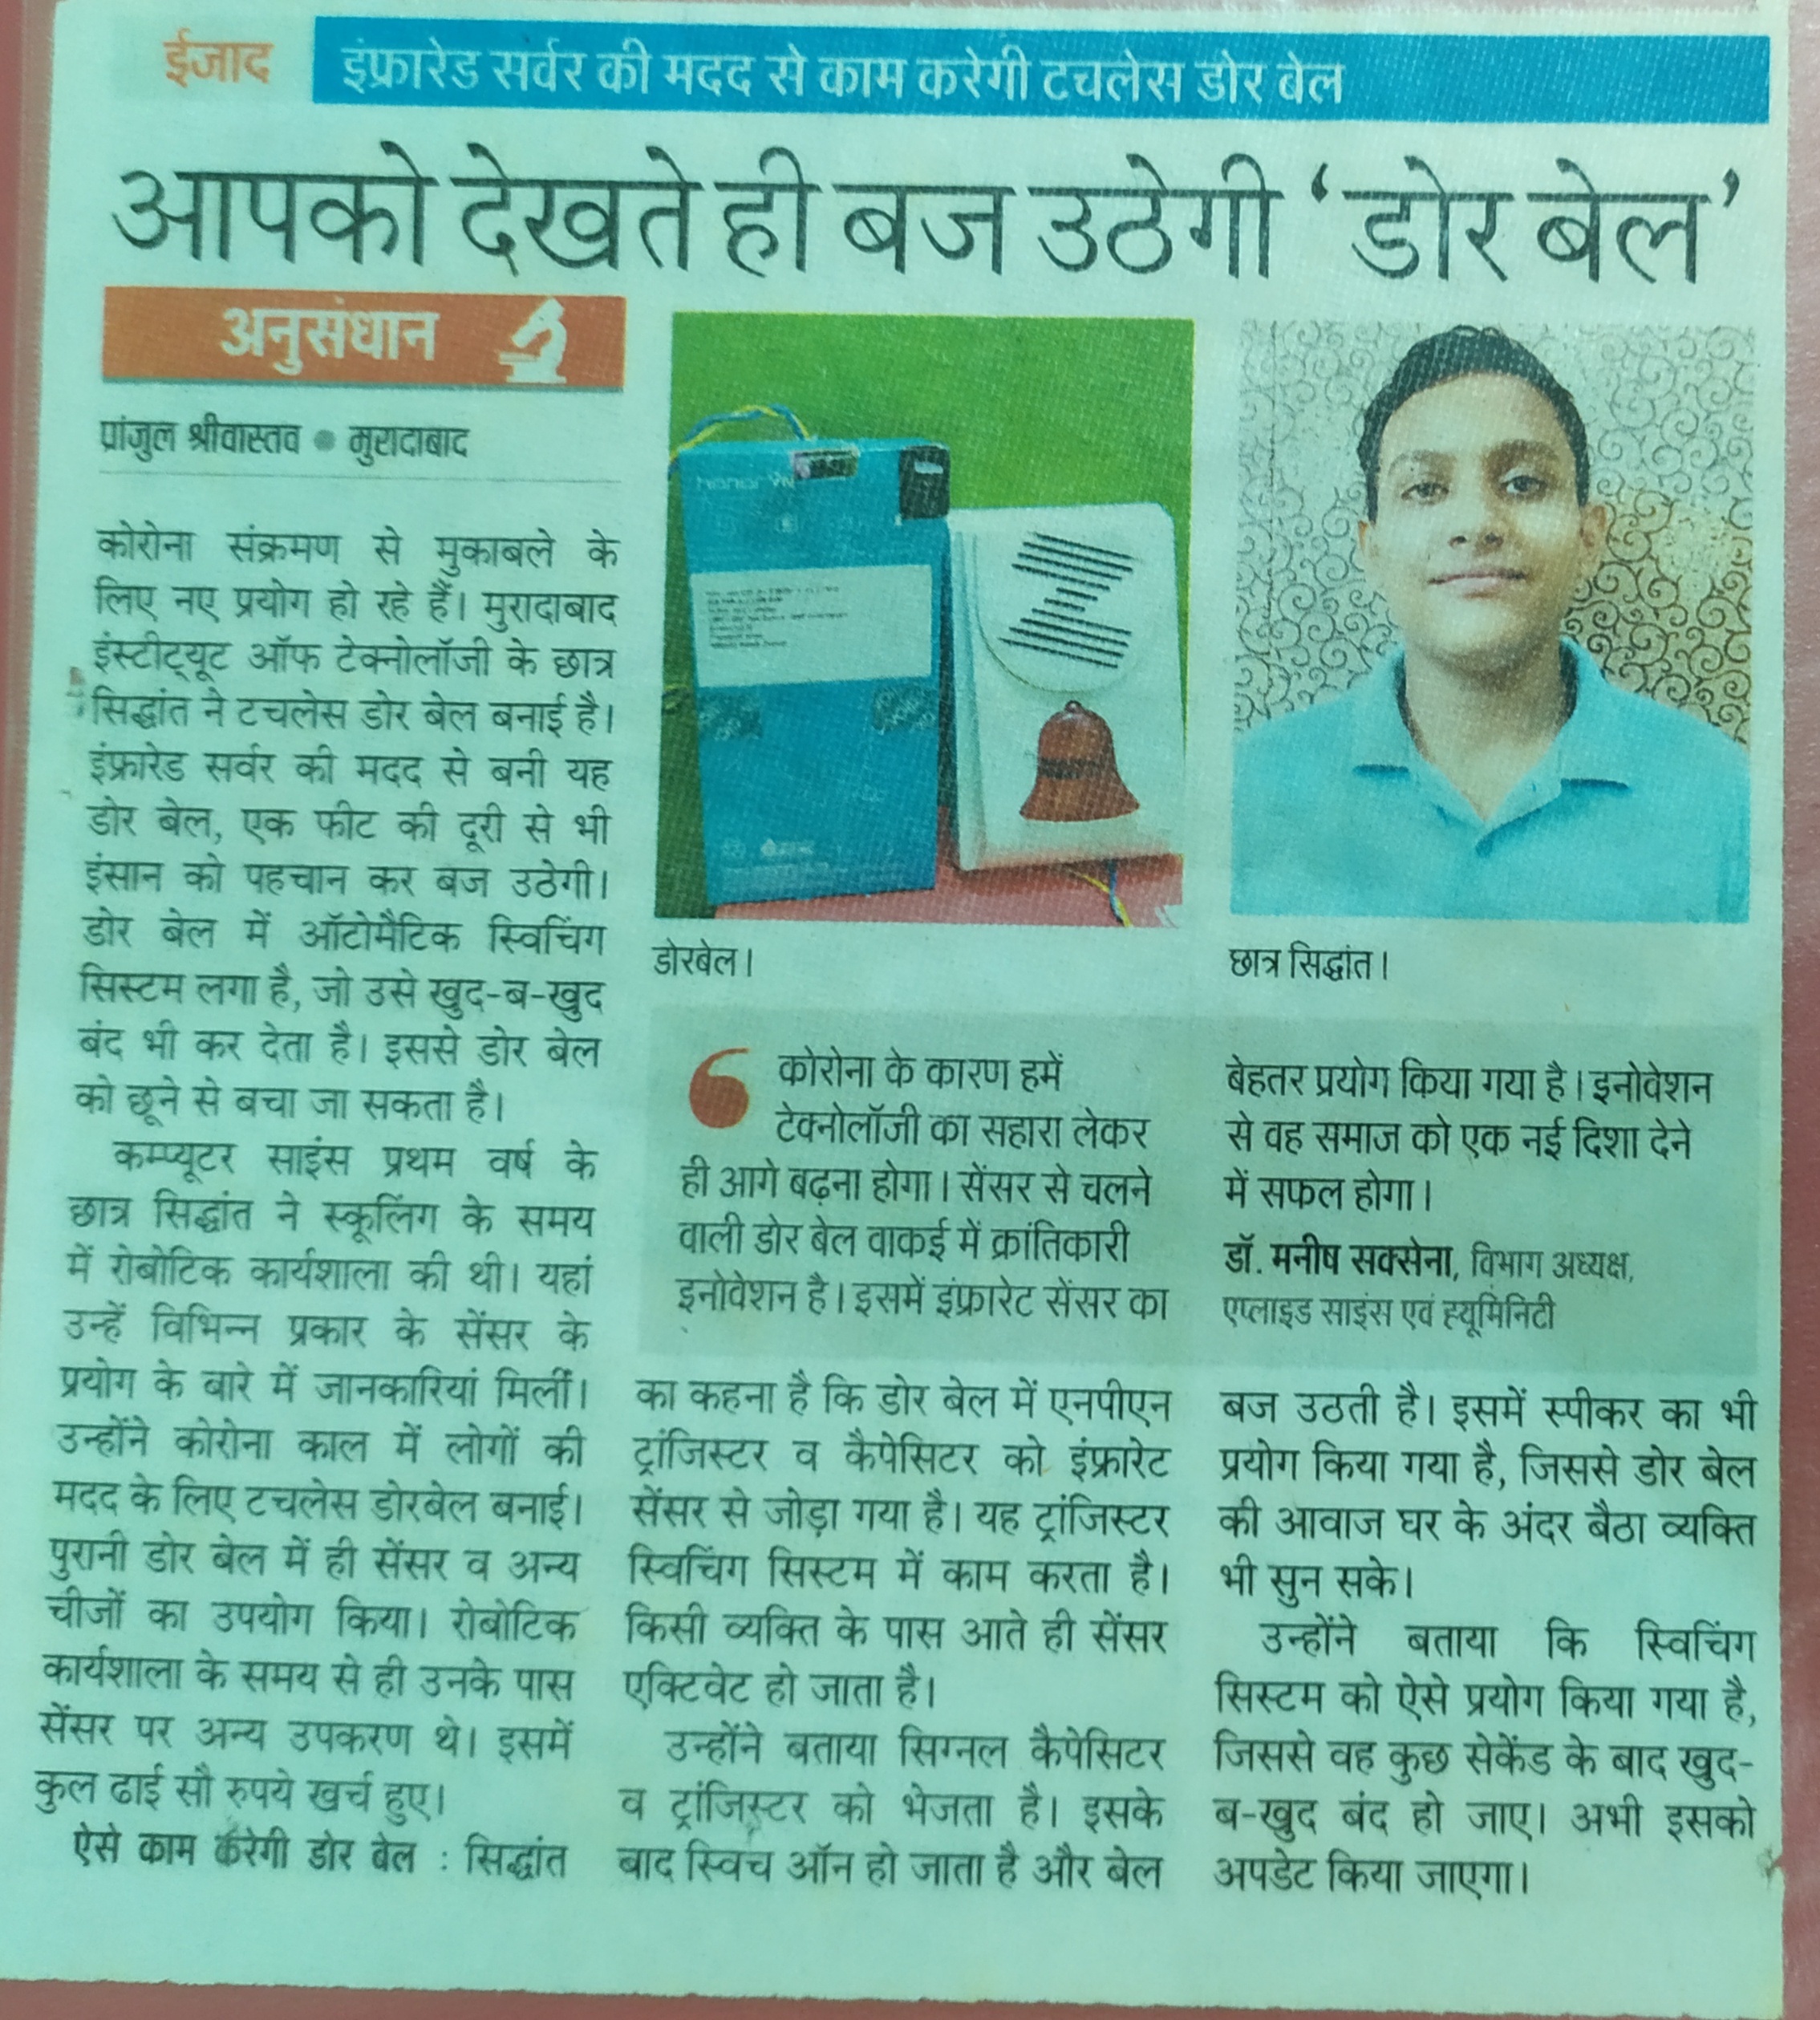 ईजाद
इंफ्रारेड सर्वर की मदद से काम करेगी टचलेस डोर बेल
आपको देखते ही बज उठेगी ‘डोर बेल’
अनुसंधान
प्रांजुल श्रीवास्तव ● मुरादाबाद
कोरोना संक्रमण से मुकाबले के
लिए नए प्रयोग हो रहे हैं। मुरादाबाद
इंस्टीट्यूट ऑफ टेक्नोलॉजी के छात्र
सिद्धांत ने टचलेस डोर बेल बनाई है।
इंफ्रारेड सर्वर की मदद से बनी यह
डोर बेल, एक फीट की दूरी से भी
इंसान को पहचान कर बज उठेगी।
डोर बेल में ऑटोमैटिक स्विचिंग
सिस्टम लगा है, जो उसे खुद-ब-खुद
बंद भी कर देता है। इससे डोर बेल
को छूने से बचा जा सकता है।
कम्प्यूटर साइंस प्रथम वर्ष के
छात्र सिद्धांत ने स्कूलिंग के समय
में रोबोटिक कार्यशाला की थी। यहां
उन्हें विभिन्न प्रकार के सेंसर के
प्रयोग के बारे में जानकारियां मिलीं।
उन्होंने कोरोना काल में लोगों की
मदद के लिए टचलेस डोरबेल बनाई।
पुरानी डोर बेल में ही सेंसर व अन्य
चीजों का उपयोग किया। रोबोटिक
कार्यशाला के समय से ही उनके पास
सेंसर पर अन्य उपकरण थे। इसमें
कुल ढाई सौ रुपये खर्च हुए।
ऐसे काम करेगी डोर बेल : सिद्धांत
honor
डोरबेल।
छात्र सिद्धांत।
कोरोना के कारण हमें
टेक्नोलॉजी का सहारा लेकर
ही आगे बढ़ना होगा। सेंसर से चलने
वाली डोर बेल वाकई में क्रांतिकारी
इनोवेशन है। इसमें इंफ्रारेट सेंसर का
बेहतर प्रयोग किया गया है। इनोवेशन
से वह समाज को एक नई दिशा देने
में सफल होगा।
डॉ. मनीष सक्सेना, विभाग अध्यक्ष,
एप्लाइड साइंस एवं ह्यूमिनिटी
का कहना है कि डोर बेल में एनपीएन
ट्रांजिस्टर व कैपेसिटर को इंफ्रारेट
सेंसर से जोड़ा गया है। यह ट्रांजिस्टर
स्विचिंग सिस्टम में काम करता है।
किसी व्यक्ति के पास आते ही सेंसर
एक्टिवेट हो जाता है।
उन्होंने बताया सिग्नल कैपेसिटर
व ट्रांजिस्टर को भेजता है। इसके
बाद स्विच ऑन हो जाता है और बेल
बज उठती है। इसमें स्पीकर का भी
प्रयोग किया गया है, जिससे डोर बेल
की आवाज घर के अंदर बैठा व्यक्ति
भी सुन सके।
उन्होंने बताया कि स्विचिंग
सिस्टम को ऐसे प्रयोग किया गया है,
जिससे वह कुछ सेकेंड के बाद खुद-
ब-खुद बंद हो जाए। अभी इसको
अपडेट किया जाएगा।